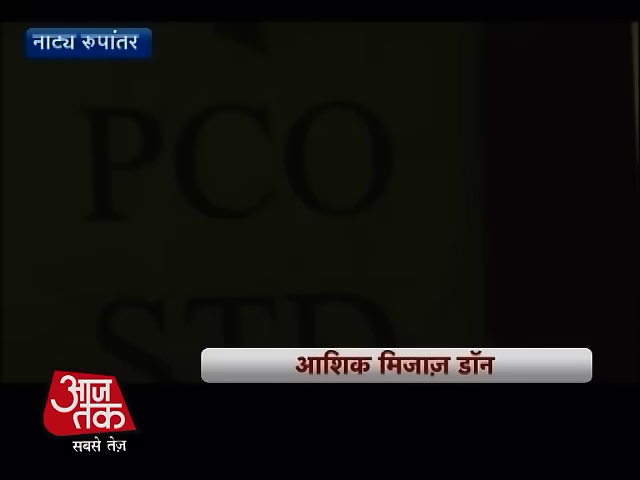 नाट्य रूपांतर
PCO
STD
आशिक मिजाज़ डॉन
आज
तक
सबसे तेज़